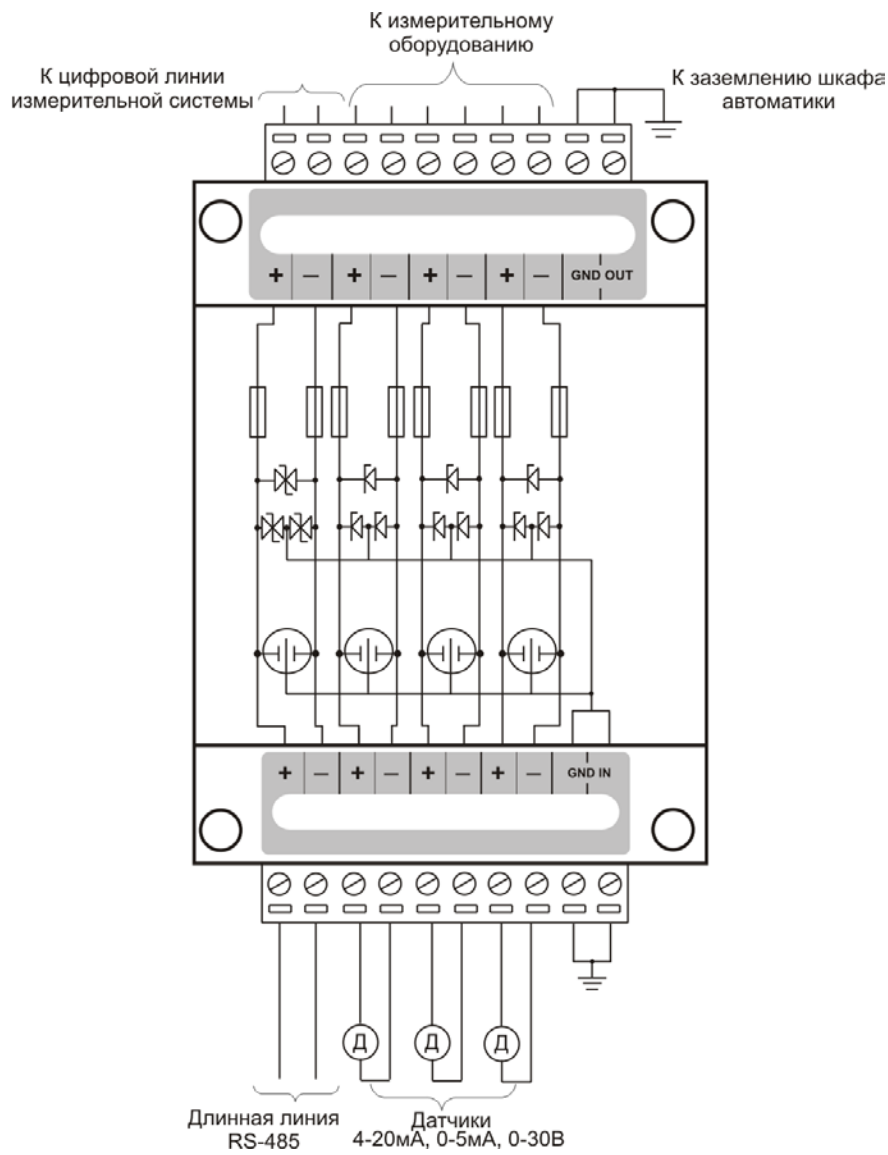 К измерительному
оборудованию
К цифровой линии
измерительной системы
К заземлению шкафа
автоматики
+ – + – + – + – GND OUT
+ – + – + – + – GND IN
Д Д Д
Длинная линия
RS-485
Датчики
4-20мА, 0-5мА, 0-30В